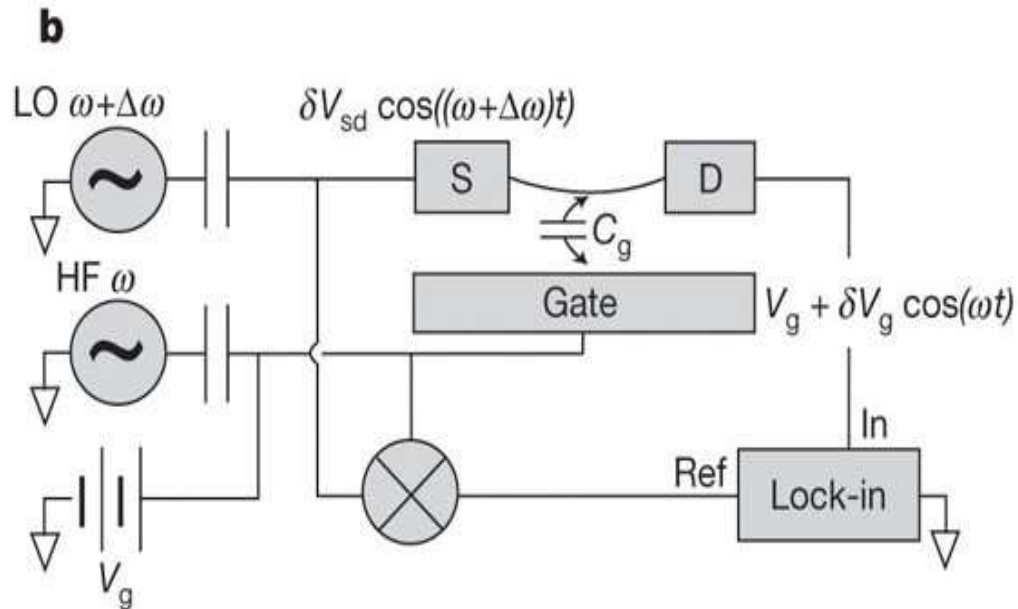 b
LO ω+Δω
δV_sd cos((ω+Δω)t)
S
D
C_g
HF ω
Gate
V_g + δV_g cos(ωt)
In
Ref
Lock-in
V_g